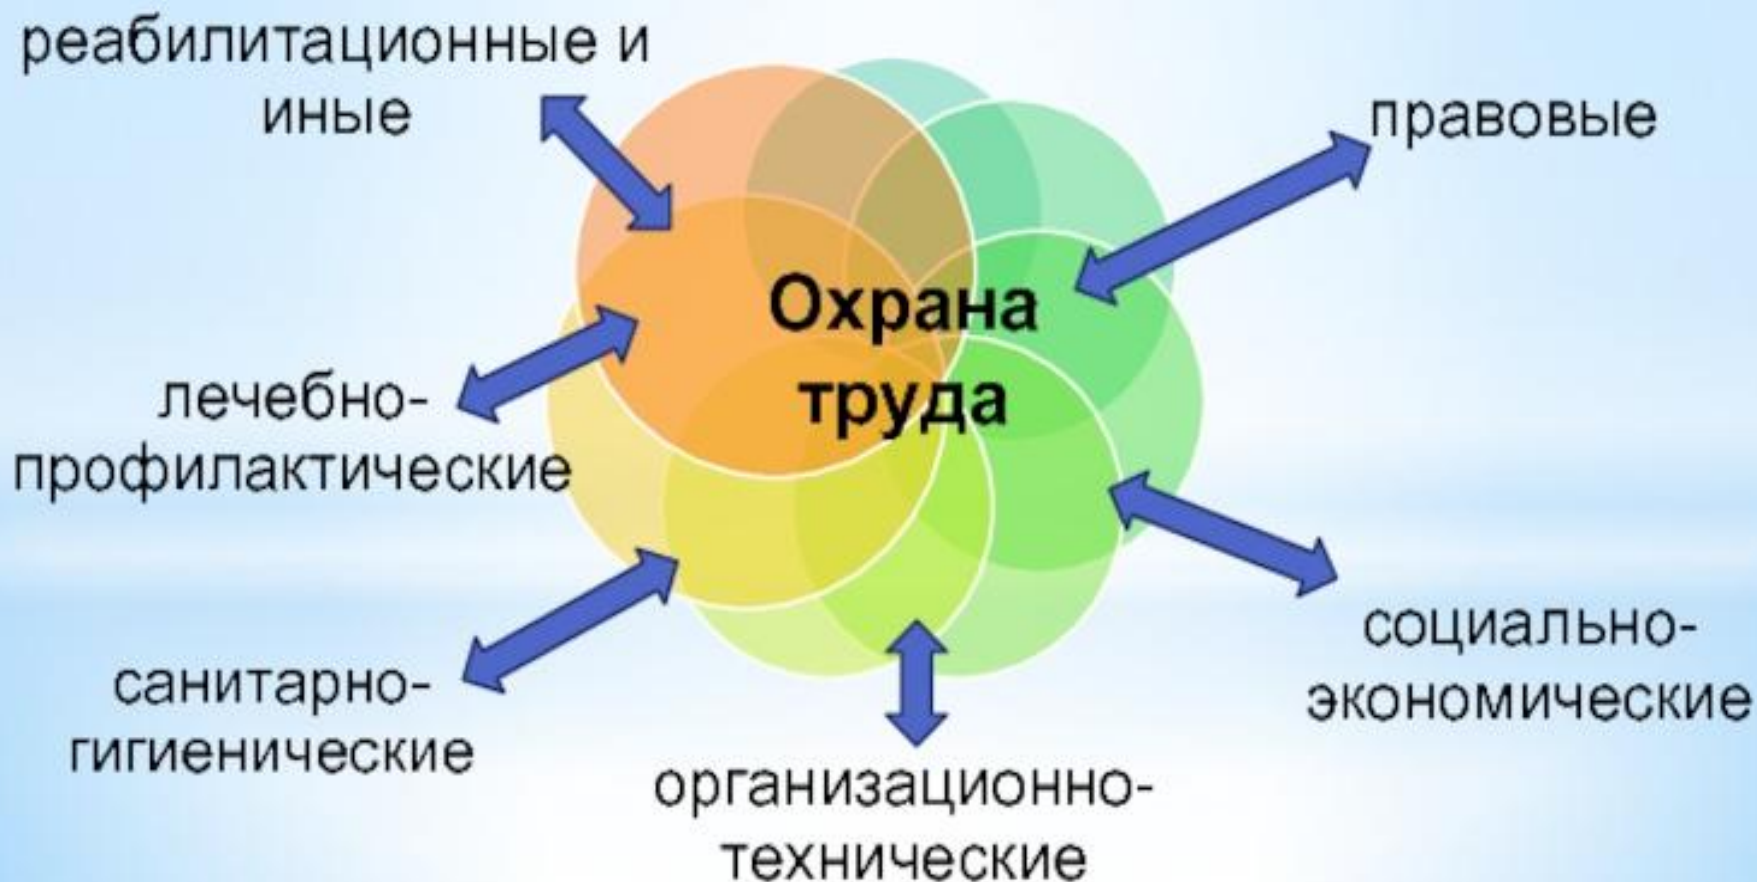 реабилитационные и
иные
правовые
Охрана
труда
лечебно-
профилактические
социально-
экономические
санитарно-
гигиенические
организационно-
технические